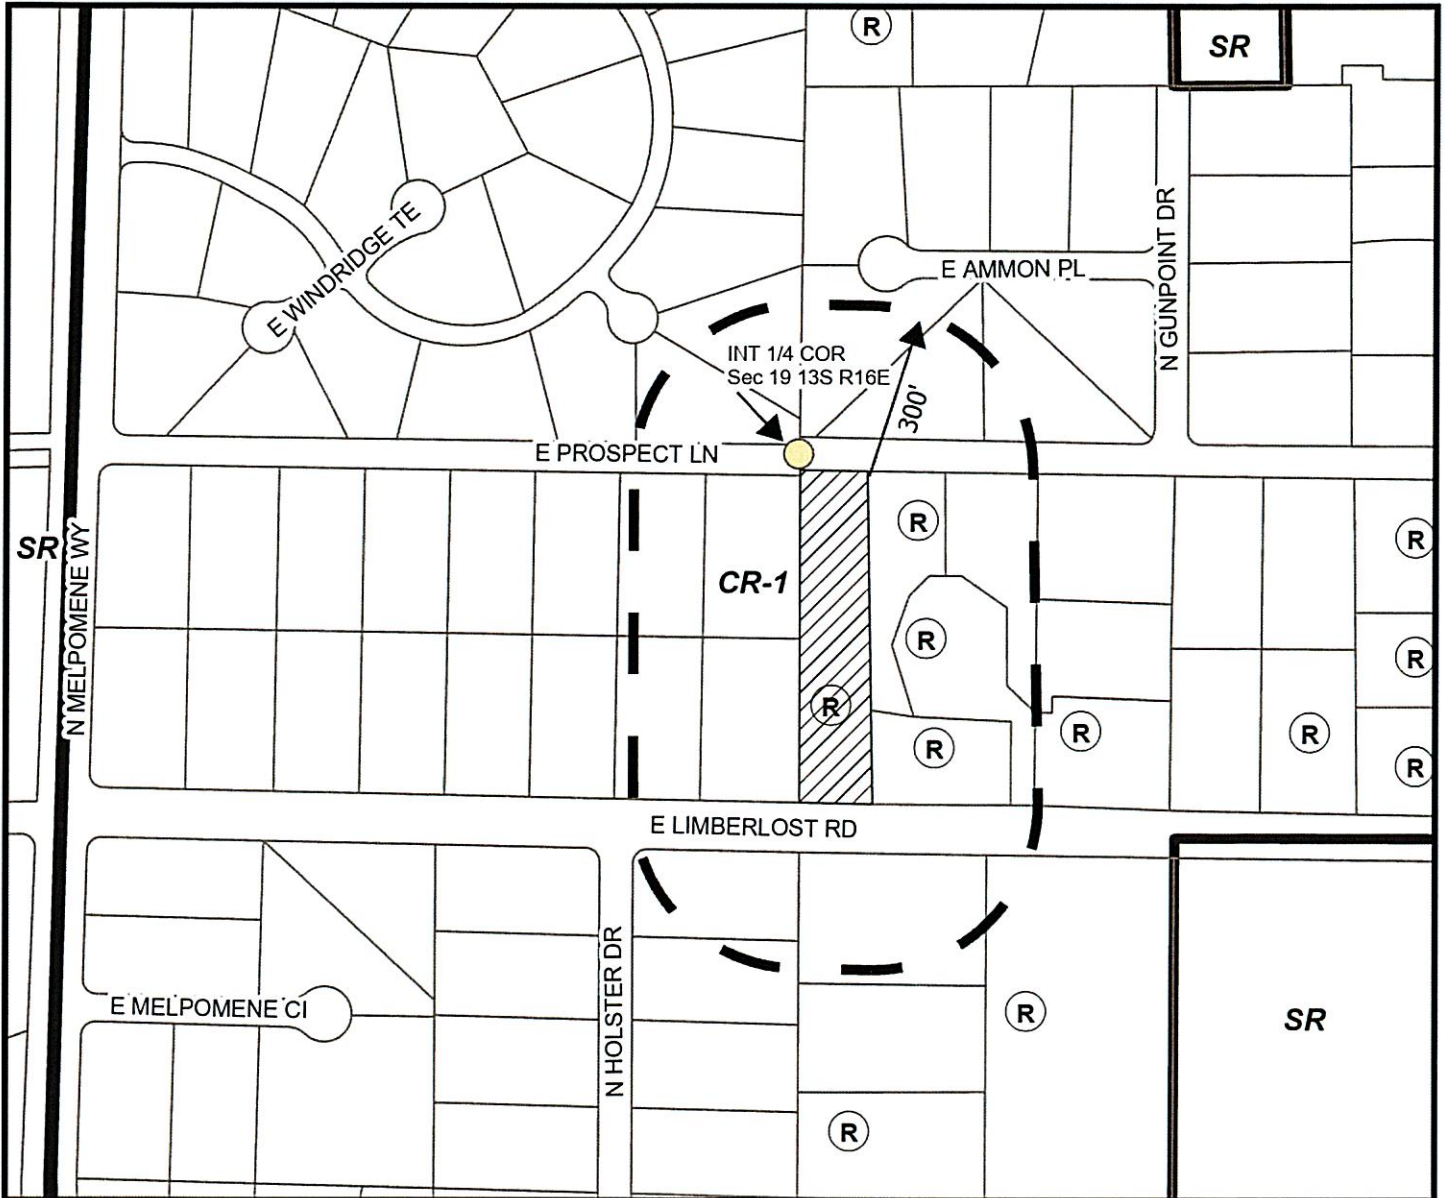 R
SR
E WINDRIDGE TE
E AMMON PL
N GUNPOINT DR
INT 1/4 COR
Sec 19 13S R16E
300'
E PROSPECT LN
SR
N MELPOMENE WY
CR-1
R
R
R
R
R
R
R
R
R
E LIMBERLOST RD
E MELPOMENE CI
N HOLSTER DR
R
SR
R